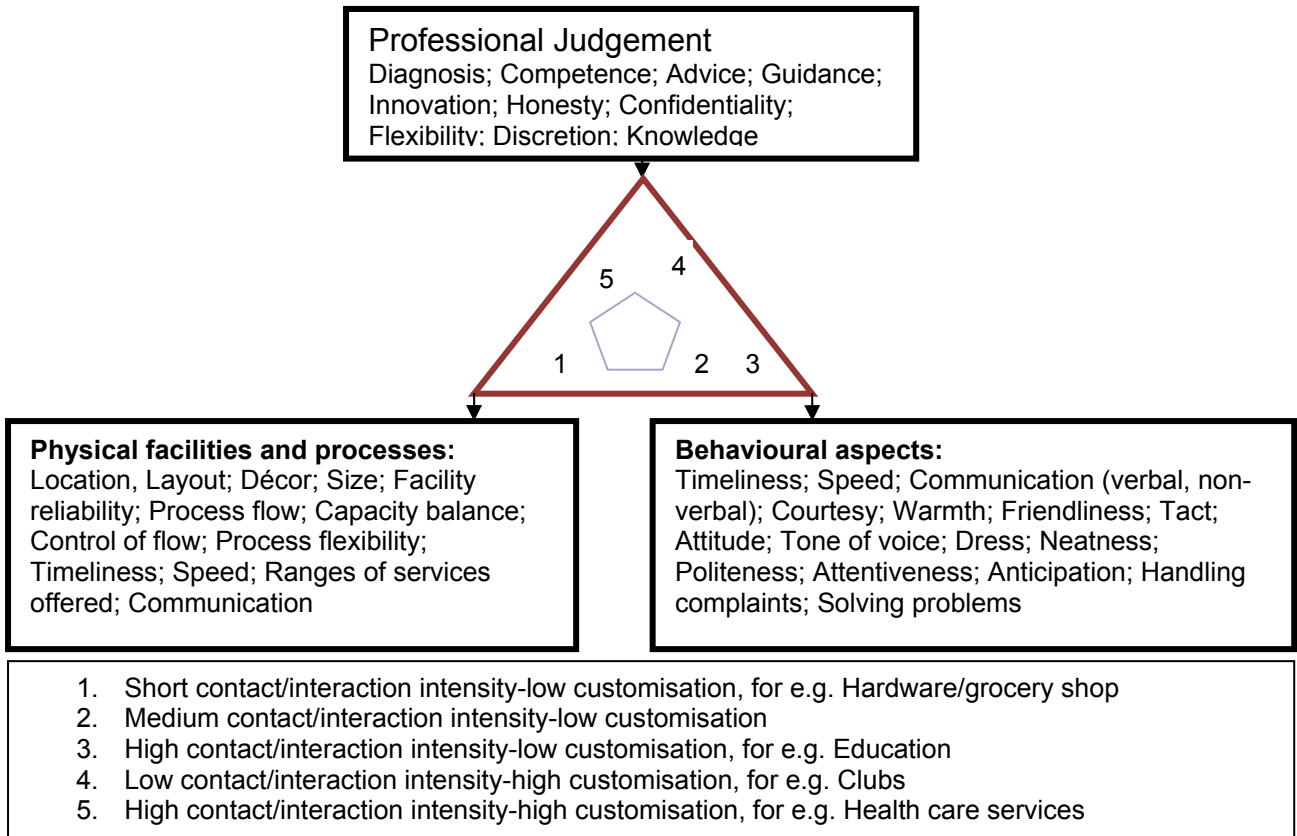 Professional Judgement
Diagnosis; Competence; Advice; Guidance;
Innovation; Honesty; Confidentiality;
Flexibility; Discretion; Knowledge
5
4
1
2
3
Physical facilities and processes:
Location, Layout; Décor; Size; Facility
reliability; Process flow; Capacity balance;
Control of flow; Process flexibility;
Timeliness; Speed; Ranges of services
offered; Communication
Behavioural aspects:
Timeliness; Speed; Communication (verbal, non-
verbal); Courtesy; Warmth; Friendliness; Tact;
Attitude; Tone of voice; Dress; Neatness;
Politeness; Attentiveness; Anticipation; Handling
complaints; Solving problems
1. Short contact/interaction intensity-low customisation, for e.g. Hardware/grocery shop
2. Medium contact/interaction intensity-low customisation
3. High contact/interaction intensity-low customisation, for e.g. Education
4. Low contact/interaction intensity-high customisation, for e.g. Clubs
5. High contact/interaction intensity-high customisation, for e.g. Health care services